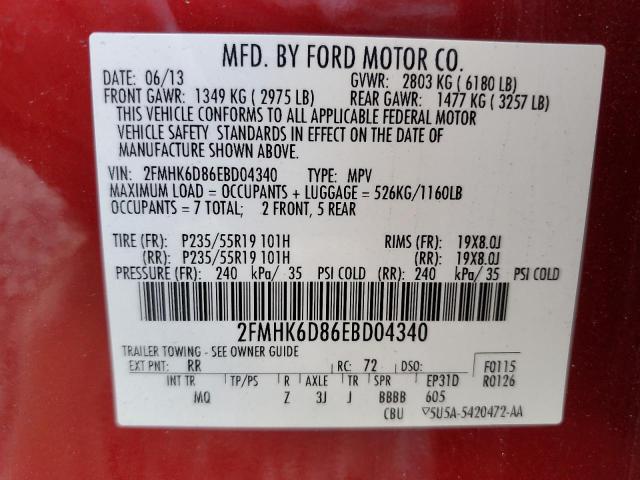 MFD. BY FORD MOTOR CO.
DATE: 06/13 GVWR: 2803 KG ( 6180 LB)
FRONT GAWR: 1349 KG ( 2975 LB) REAR GAWR: 1477 KG ( 3257 LB)
THIS VEHICLE CONFORMS TO ALL APPLICABLE FEDERAL MOTOR
VEHICLE SAFETY STANDARDS IN EFFECT ON THE DATE OF
MANUFACTURE SHOWN ABOVE.
VIN: 2FMHK6D86EBD04340 TYPE: MPV
MAXIMUM LOAD = OCCUPANTS + LUGGAGE = 526KG/1160LB
OCCUPANTS = 7 TOTAL; 2 FRONT, 5 REAR
TIRE (FR): P235/55R19 101H RIMS (FR): 19X8.0J
(RR): P235/55R19 101H (RR): 19X8.0J
PRESSURE (FR): 240 kPa/ 35 PSI COLD (RR): 240 kPa/ 35 PSI COLD
2FMHK6D86EBD04340
TRAILER TOWING - SEE OWNER GUIDE
EXT PNT: RR RC: 72 DSO: F0115
INT TR TP/PS R AXLE TR SPR EP31D R0126
MQ Z 3J J BBBB 605
CBU 5U5A-5420472-AA